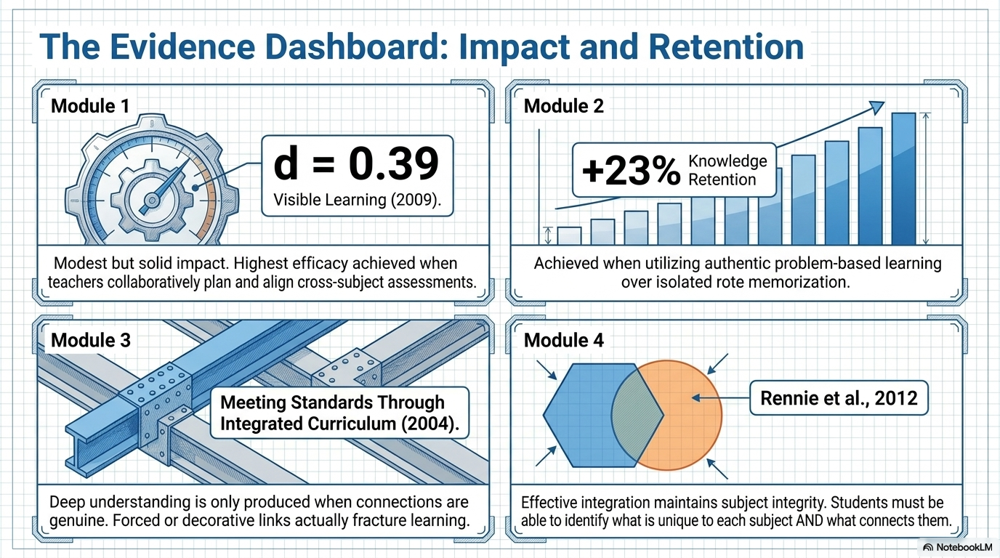 The Evidence Dashboard: Impact and Retention
Module 1
d = 0.39
Visible Learning (2009).
Modest but solid impact. Highest efficacy achieved when
teachers collaboratively plan and align cross-subject assessments.
Module 2
+23% Knowledge
Retention
Achieved when utilizing authentic problem-based learning
over isolated rote memorization.
Module 3
Meeting Standards Through
Integrated Curriculum (2004).
Deep understanding is only produced when connections are
genuine. Forced or decorative links actually fracture learning.
Module 4
Rennie et al., 2012
Effective integration maintains subject integrity. Students must be
able to identify what is unique to each subject AND what connects them.
NotebookLM